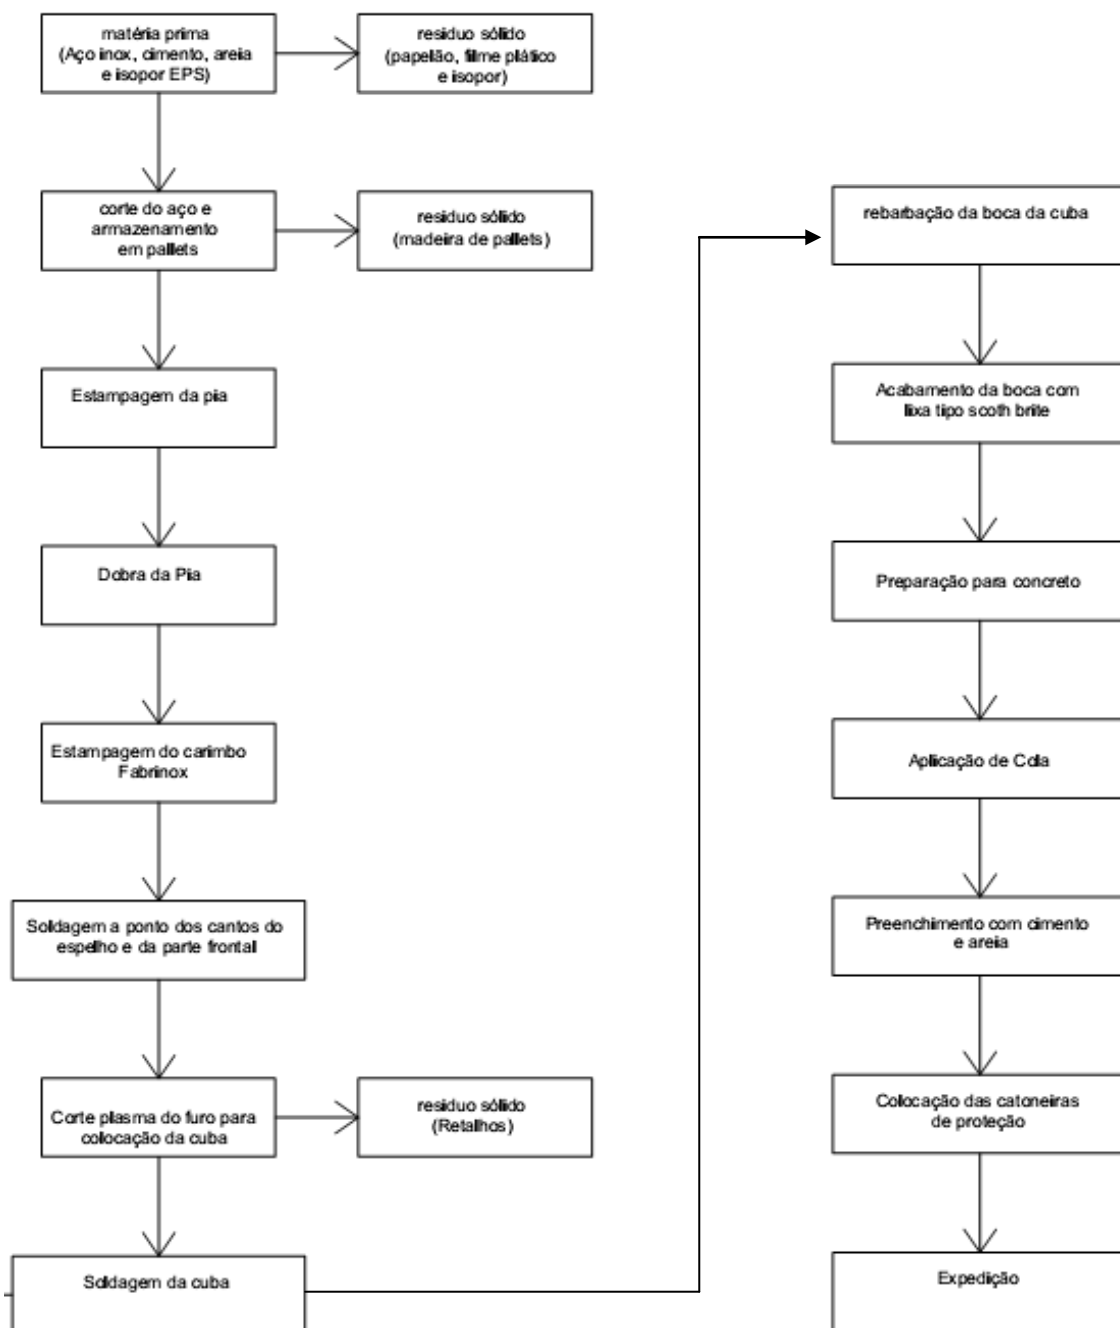 matéria prima
(Aço inox, cimento, areia
e isopor EPS)
residuo sólido
(papelão, filme plático
e isopor)
corte do aço e
armazenamento
em pallets
residuo sólido
(madeira de pallets)
Estampagem da pia
Dobra da Pia
Estampagem do carimbo
Fabrinox
Soldagem a ponto dos cantos do
espelho e da parte frontal
Corte plasma do furo para
colocação da cuba
residuo sólido
(Retalhos)
Soldagem da cuba
rebarbação da boca da cuba
Acabamento da boca com
lixa tipo scoth brite
Preparação para concreto
Aplicação de Cola
Preenchimento com cimento
e areia
Colocação das catoneiras
de proteção
Expedição